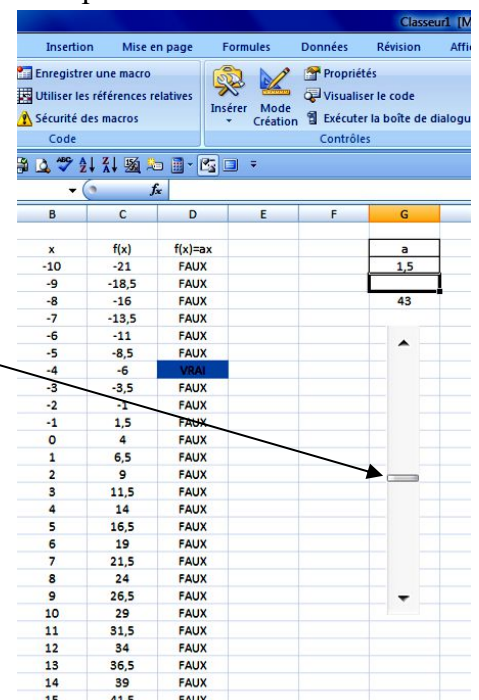 Classeur1 [M
Insertion Mise en page Formules Données Révision Affi
Enregistrer une macro
Utiliser les références relatives
Sécurité des macros
Code
Insérer
Mode Création
Propriétés
Visualiser le code
Exécuter la boîte de dialogu
Contrôles
fx
B C D E F G
x f(x) f(x)=ax a
-10 -21 FAUX 1,5
-9 -18,5 FAUX
-8 -16 FAUX 43
-7 -13,5 FAUX
-6 -11 FAUX
-5 -8,5 FAUX
-4 -6 VRAI
-3 -3,5 FAUX
-2 -1 FAUX
-1 1,5 FAUX
0 4 FAUX
1 6,5 FAUX
2 9 FAUX
3 11,5 FAUX
4 14 FAUX
5 16,5 FAUX
6 19 FAUX
7 21,5 FAUX
8 24 FAUX
9 26,5 FAUX
10 29 FAUX
11 31,5 FAUX
12 34 FAUX
13 36,5 FAUX
14 39 FAUX
15 41,5 FAUX